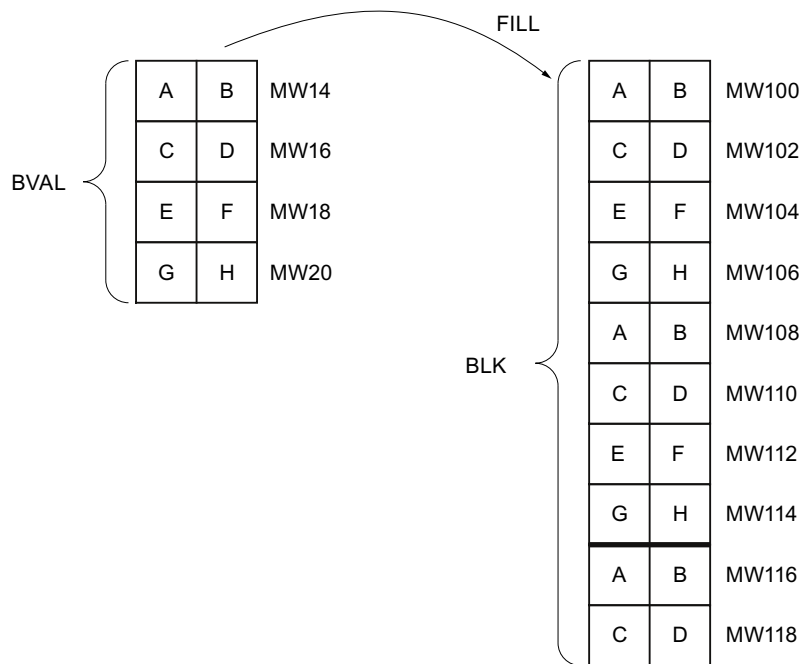 FILL
BVAL
A B MW14
C D MW16
E F MW18
G H MW20
BLK
A B MW100
C D MW102
E F MW104
G H MW106
A B MW108
C D MW110
E F MW112
G H MW114
A B MW116
C D MW118